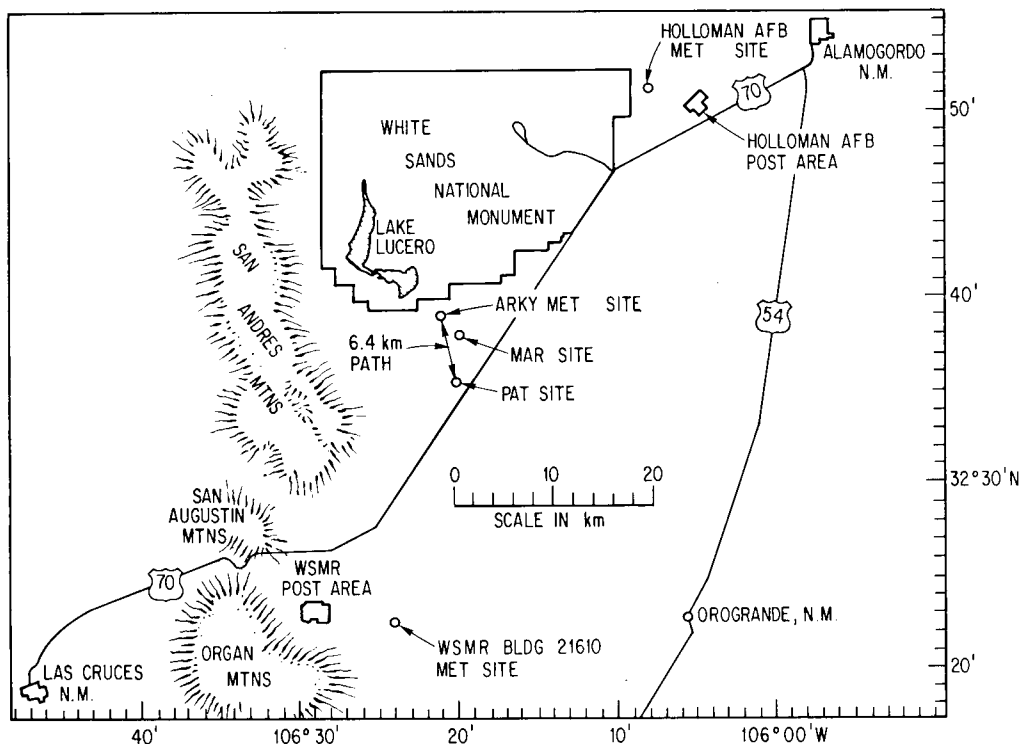 HOLLOMAN AFB
MET SITE
ALAMOGORDO
N.M.
70
50'
HOLLOMAN AFB
POST AREA
WHITE
SANDS
NATIONAL
MONUMENT
LAKE
LUCERO
SAN
ANDRES
MTNS
40'
54
ARKY MET SITE
6.4 km
PATH
MAR SITE
PAT SITE
0 10 20
SCALE IN km
32°30'N
SAN
AUGUSTIN
MTNS
70
WSMR
POST AREA
OROGRANDE, N.M.
WSMR BLDG 21610
MET SITE
ORGAN
MTNS
LAS CRUCES
N.M.
20'
40' 106°30' 20' 10' 106°00'W